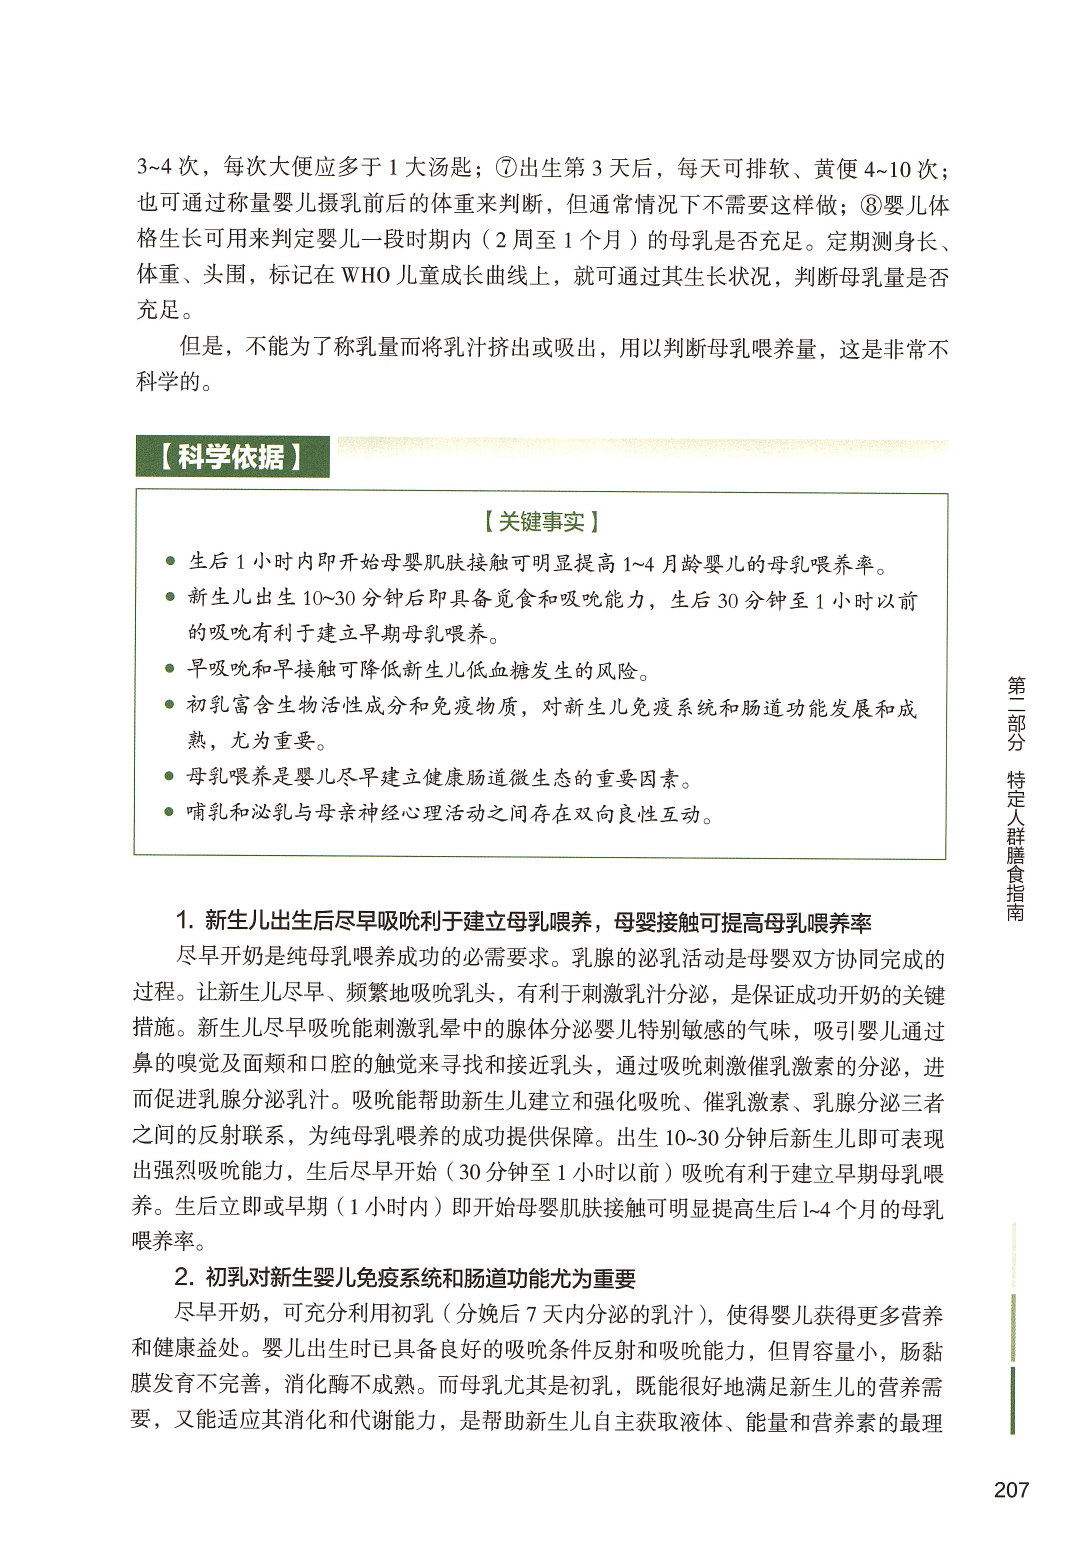 3~4 次，每次大便应多于 1 大汤匙；⑦出生第 3 天后，每天可排软、黄便 4~10 次；
也可通过称量婴儿摄乳前后的体重来判断，但通常情况下不需要这样做；⑧婴儿体
格生长可用来判定婴儿一段时期内（2 周至 1 个月）的母乳是否充足。定期测身长、
体重、头围，标记在 WHO 儿童成长曲线上，就可通过其生长状况，判断母乳量是否
充足。
但是，不能为了称乳量而将乳汁挤出或吸出，用以判断母乳喂养量，这是非常不
科学的。
【科学依据】
【关键事实】
● 生后 1 小时内即开始母婴肌肤接触可明显提高 1~4 月龄婴儿的母乳喂养率。
● 新生儿出生 10~30 分钟后即具备觅食和吸吮能力，生后 30 分钟至 1 小时以前
的吸吮有利于建立早期母乳喂养。
● 早吸吮和早接触可降低新生儿低血糖发生的风险。
● 初乳富含生物活性成分和免疫物质，对新生儿免疫系统和肠道功能发展和成
熟，尤为重要。
● 母乳喂养是婴儿尽早建立健康肠道微生态的重要因素。
● 哺乳和泌乳与母亲神经心理活动之间存在双向良性互动。
1. 新生儿出生后尽早吸吮利于建立母乳喂养，母婴接触可提高母乳喂养率
尽早开奶是纯母乳喂养成功的必需要求。乳腺的泌乳活动是母婴双方协同完成的
过程。让新生儿尽早、频繁地吸吮乳头，有利于刺激乳汁分泌，是保证成功开奶的关键
措施。新生儿尽早吸吮能刺激乳晕中的腺体分泌婴儿特别敏感的气味，吸引婴儿通过
鼻的嗅觉及面颊和口腔的触觉来寻找和接近乳头，通过吸吮刺激催乳激素的分泌，进
而促进乳腺分泌乳汁。吸吮能帮助新生儿建立和强化吸吮、催乳激素、乳腺分泌三者
之间的反射联系，为纯母乳喂养的成功提供保障。出生 10~30 分钟后新生儿即可表现
出强烈吸吮能力，生后尽早开始（30 分钟至 1 小时以前）吸吮有利于建立早期母乳喂
养。生后立即或早期（1 小时内）即开始母婴肌肤接触可明显提高生后 1~4 个月的母乳
喂养率。
2. 初乳对新生婴儿免疫系统和肠道功能尤为重要
尽早开奶，可充分利用初乳（分娩后 7 天内分泌的乳汁），使得婴儿获得更多营养
和健康益处。婴儿出生时已具备良好的吸吮条件反射和吸吮能力，但胃容量小，肠黏
膜发育不完善，消化酶不成熟。而母乳尤其是初乳，既能很好地满足新生儿的营养需
要，又能适应其消化和代谢能力，是帮助新生儿自主获取液体、能量和营养素的最理
第二部分 特定人群膳食指南
207